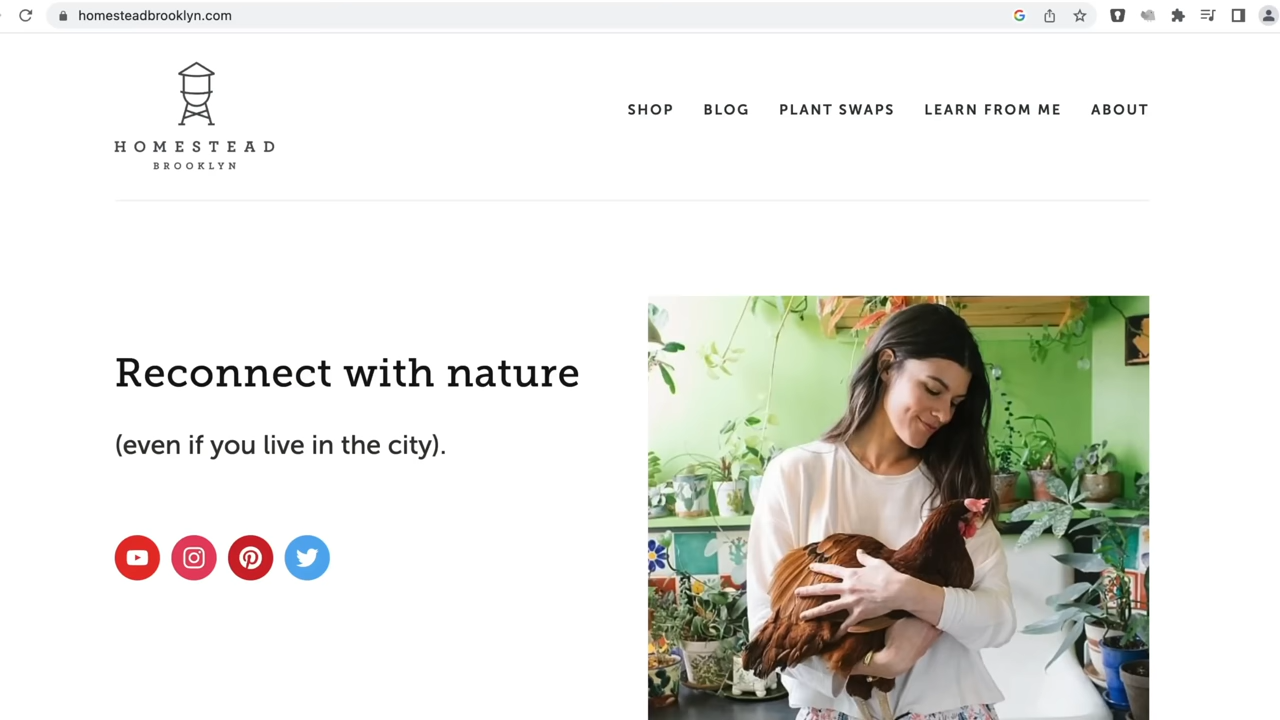 homesteadbrooklyn.com
HOMESTEAD
BROOKLYN
SHOP BLOG PLANT SWAPS LEARN FROM ME ABOUT
Reconnect with nature
(even if you live in the city).